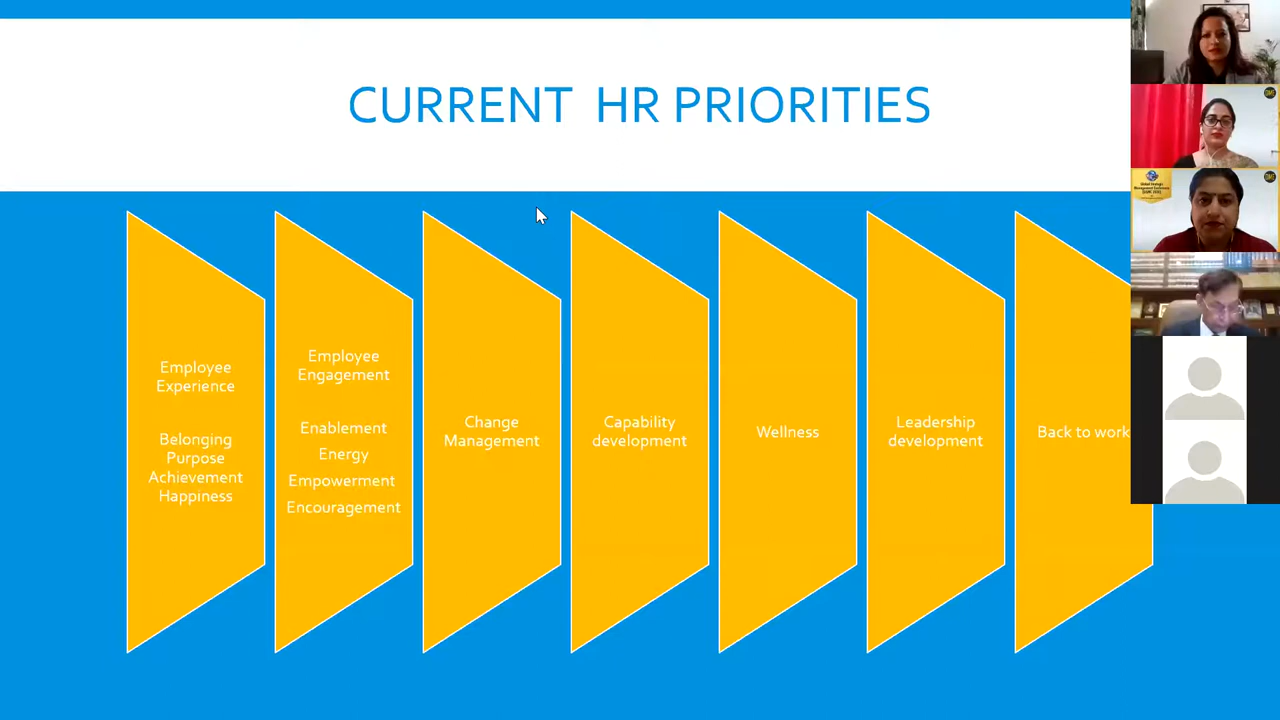 CURRENT HR PRIORITIES
Employee
Experience
Belonging
Purpose
Achievement
Happiness
Employee
Engagement
Enablement
Energy
Empowerment
Encouragement
Change
Management
Capability
development
Wellness
Leadership
development
Back to work